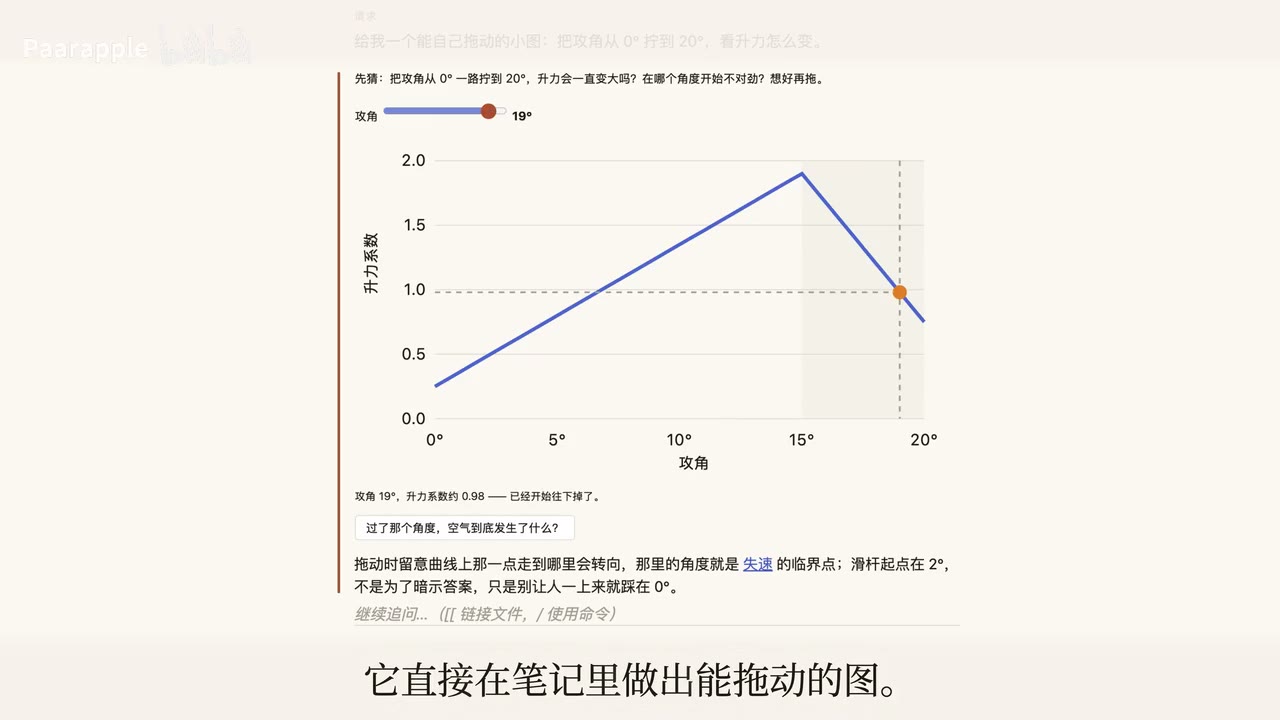 请求
Paarapple
给我一个能自己拖动的小图：把攻角从 0° 拧到 20°，看升力怎么变。
先猜：把攻角从 0° 一路拧到 20°，升力会一直变大吗？在哪个角度开始不对劲？想好再拖。
攻角 19°
2.0
1.5
1.0
0.5
0.0
升力系数
0° 5° 10° 15° 20°
攻角
攻角 19°，升力系数约 0.98 —— 已经开始往下掉了。
过了那个角度，空气到底发生了什么？
拖动时留意曲线上那一点走到哪里会转向，那里的角度就是 失速 的临界点；滑杆起点在 2°，
不是为了暗示答案，只是别让人一上来就踩在 0°。
继续追问...（[[ 链接文件，/ 使用命令）
它直接在笔记里做出能拖动的图。